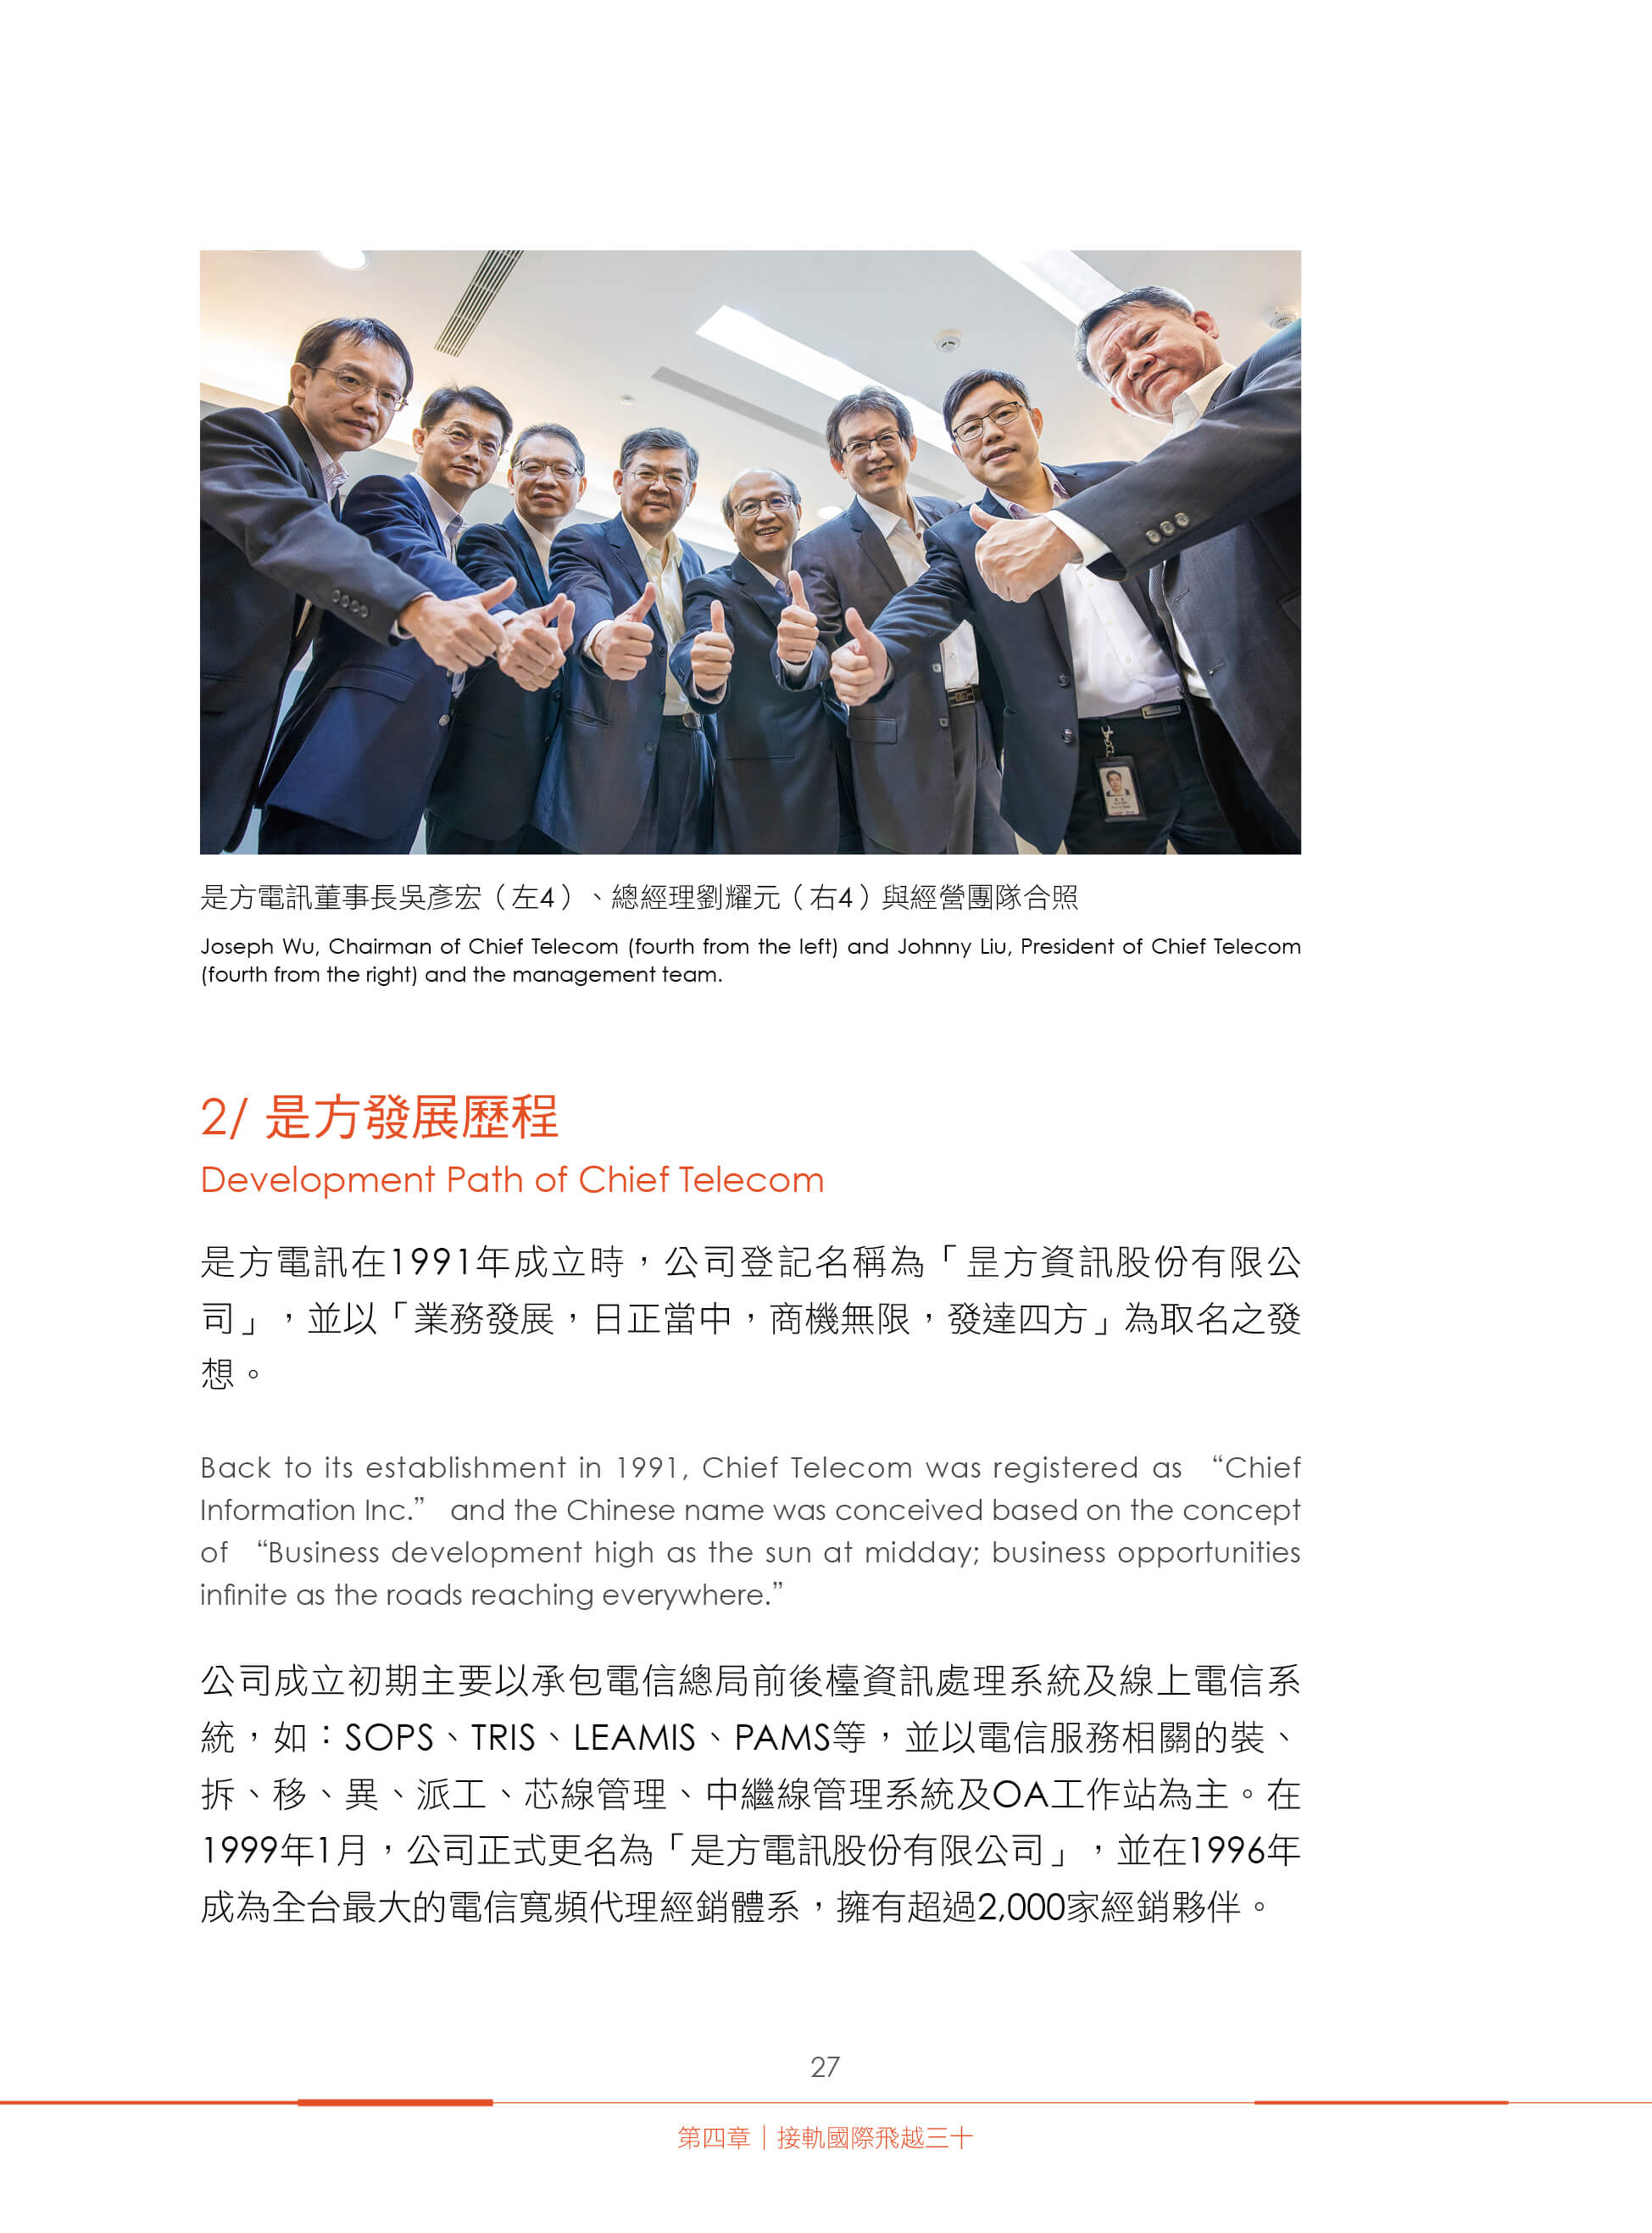 是方電訊董事長吳彥宏（左4）、總經理劉耀元（右4）與經營團隊合照
Joseph Wu, Chairman of Chief Telecom (fourth from the left) and Johnny Liu, President of Chief Telecom
(fourth from the right) and the management team.
2/ 是方發展歷程
Development Path of Chief Telecom
是方電訊在1991年成立時，公司登記名稱為「昰方資訊股份有限公
司」，並以「業務發展，日正當中，商機無限，發達四方」為取名之發
想。
Back to its establishment in 1991, Chief Telecom was registered as “Chief
Information Inc.” and the Chinese name was conceived based on the concept
of “Business development high as the sun at midday; business opportunities
infinite as the roads reaching everywhere.”
公司成立初期主要以承包電信總局前後檯資訊處理系統及線上電信系
統，如：SOPS、TRIS、LEAMIS、PAMS等，並以電信服務相關的裝、
拆、移、異、派工、芯線管理、中繼線管理系統及OA工作站為主。在
1999年1月，公司正式更名為「是方電訊股份有限公司」，並在1996年
成為全台最大的電信寬頻代理經銷體系，擁有超過2,000家經銷夥伴。
27
第四章｜接軌國際飛越三十